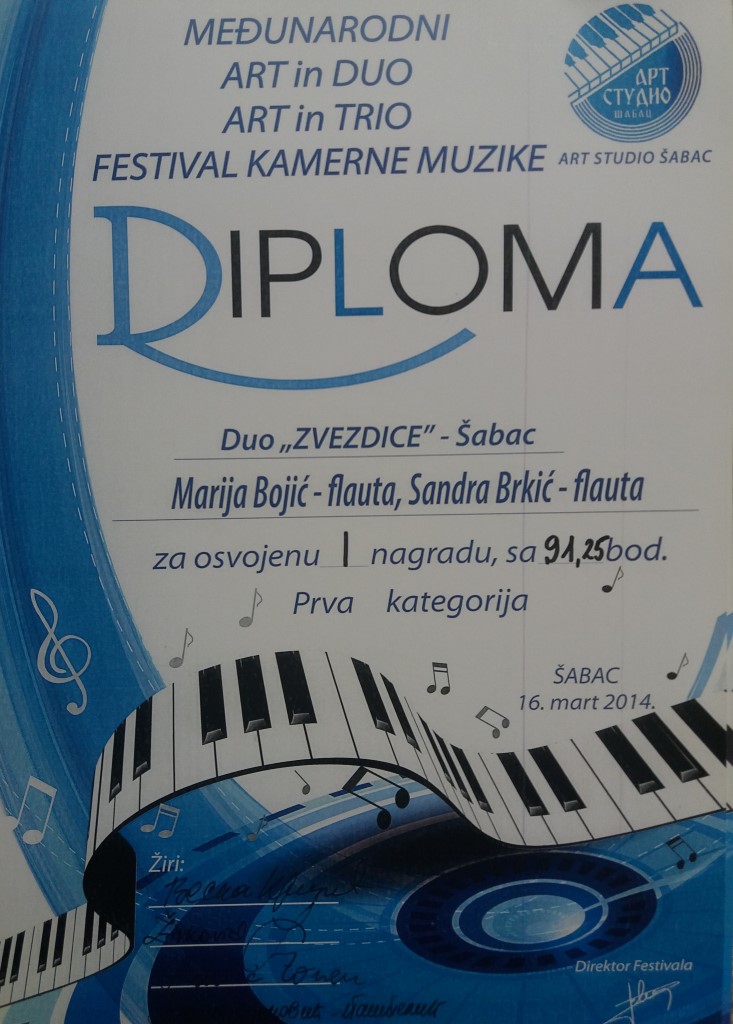 MEĐUNARODNI
ART in DUO
ART in TRIO
FESTIVAL KAMERNE MUZIKE
АРТ
СТУДИО
ШАБАЦ
ART STUDIO ŠABAC
DIPLOMA
Duo „ZVEZDICE” - Šabac
Marija Bojić - flauta, Sandra Brkić - flauta
za osvojenu I nagradu, sa 91,25 bod.
Prva kategorija
ŠABAC
16. mart 2014.
Žiri:
Весна
Direktor Festivala